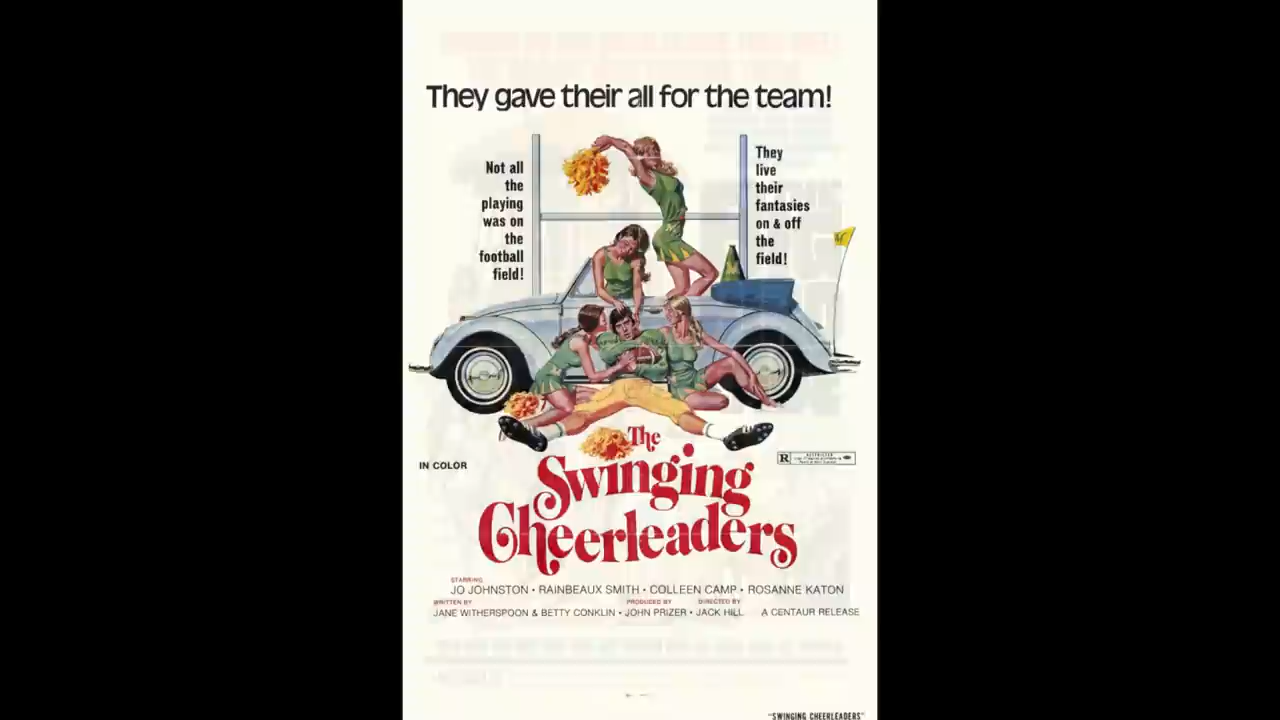 They gave their all for the team!
Not all
the
playing
was on
the
football
field!
They
live
their
fantasies
on & off
the
field!
IN COLOR
R
RESTRICTED
The
Swinging
Cheerleaders
STARRING
JO JOHNSTON • RAINBEAUX SMITH • COLLEEN CAMP • ROSANNE KATON
WRITTEN BY PRODUCED BY DIRECTED BY
JANE WITHERSPOON & BETTY CONKLIN • JOHN PRIZER • JACK HILL A CENTAUR RELEASE
"SWINGING CHEERLEADERS"